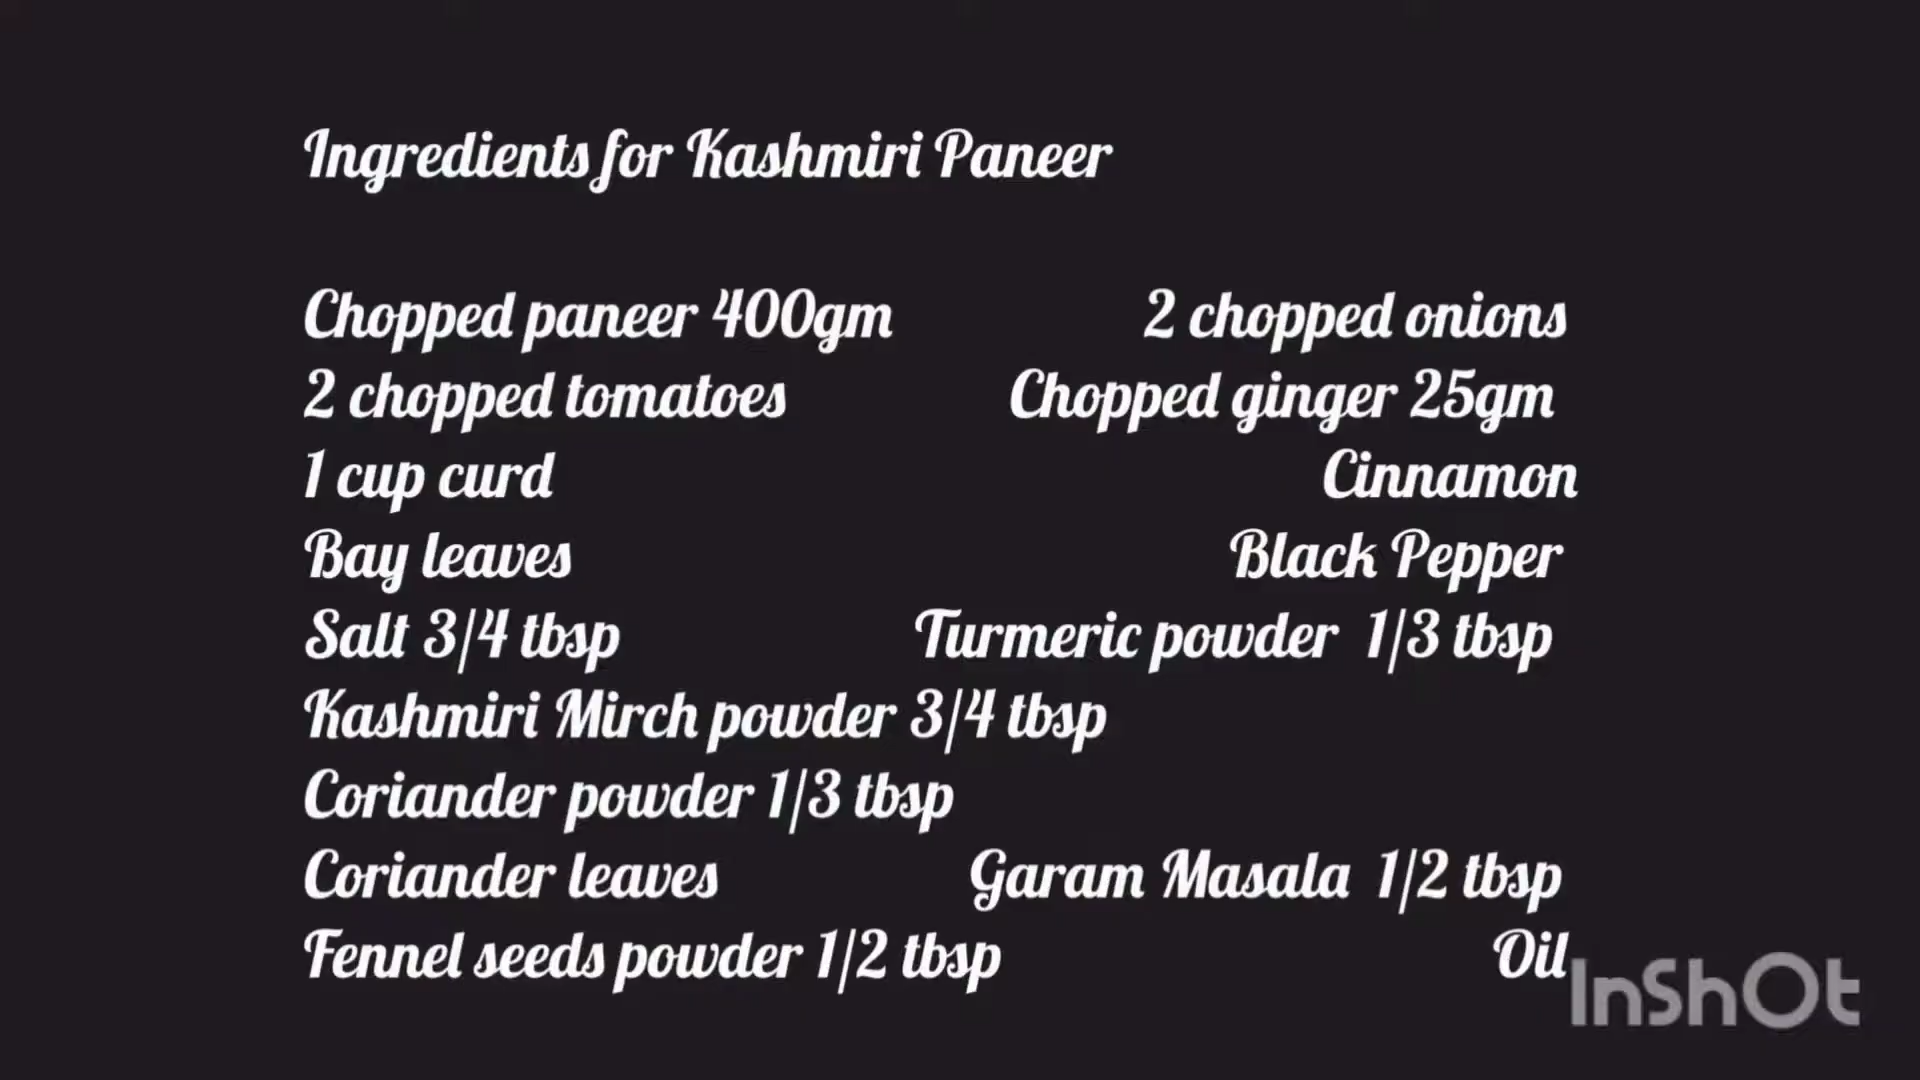 Ingredients for Kashmiri Paneer
Chopped paneer 400gm 2 chopped onions
2 chopped tomatoes Chopped ginger 25gm
1 cup curd Cinnamon
Bay leaves Black Pepper
Salt 3/4 tbsp Turmeric powder 1/3 tbsp
Kashmiri Mirch powder 3/4 tbsp
Coriander powder 1/3 tbsp
Coriander leaves Garam Masala 1/2 tbsp
Fennel seeds powder 1/2 tbsp Oil
InShOt